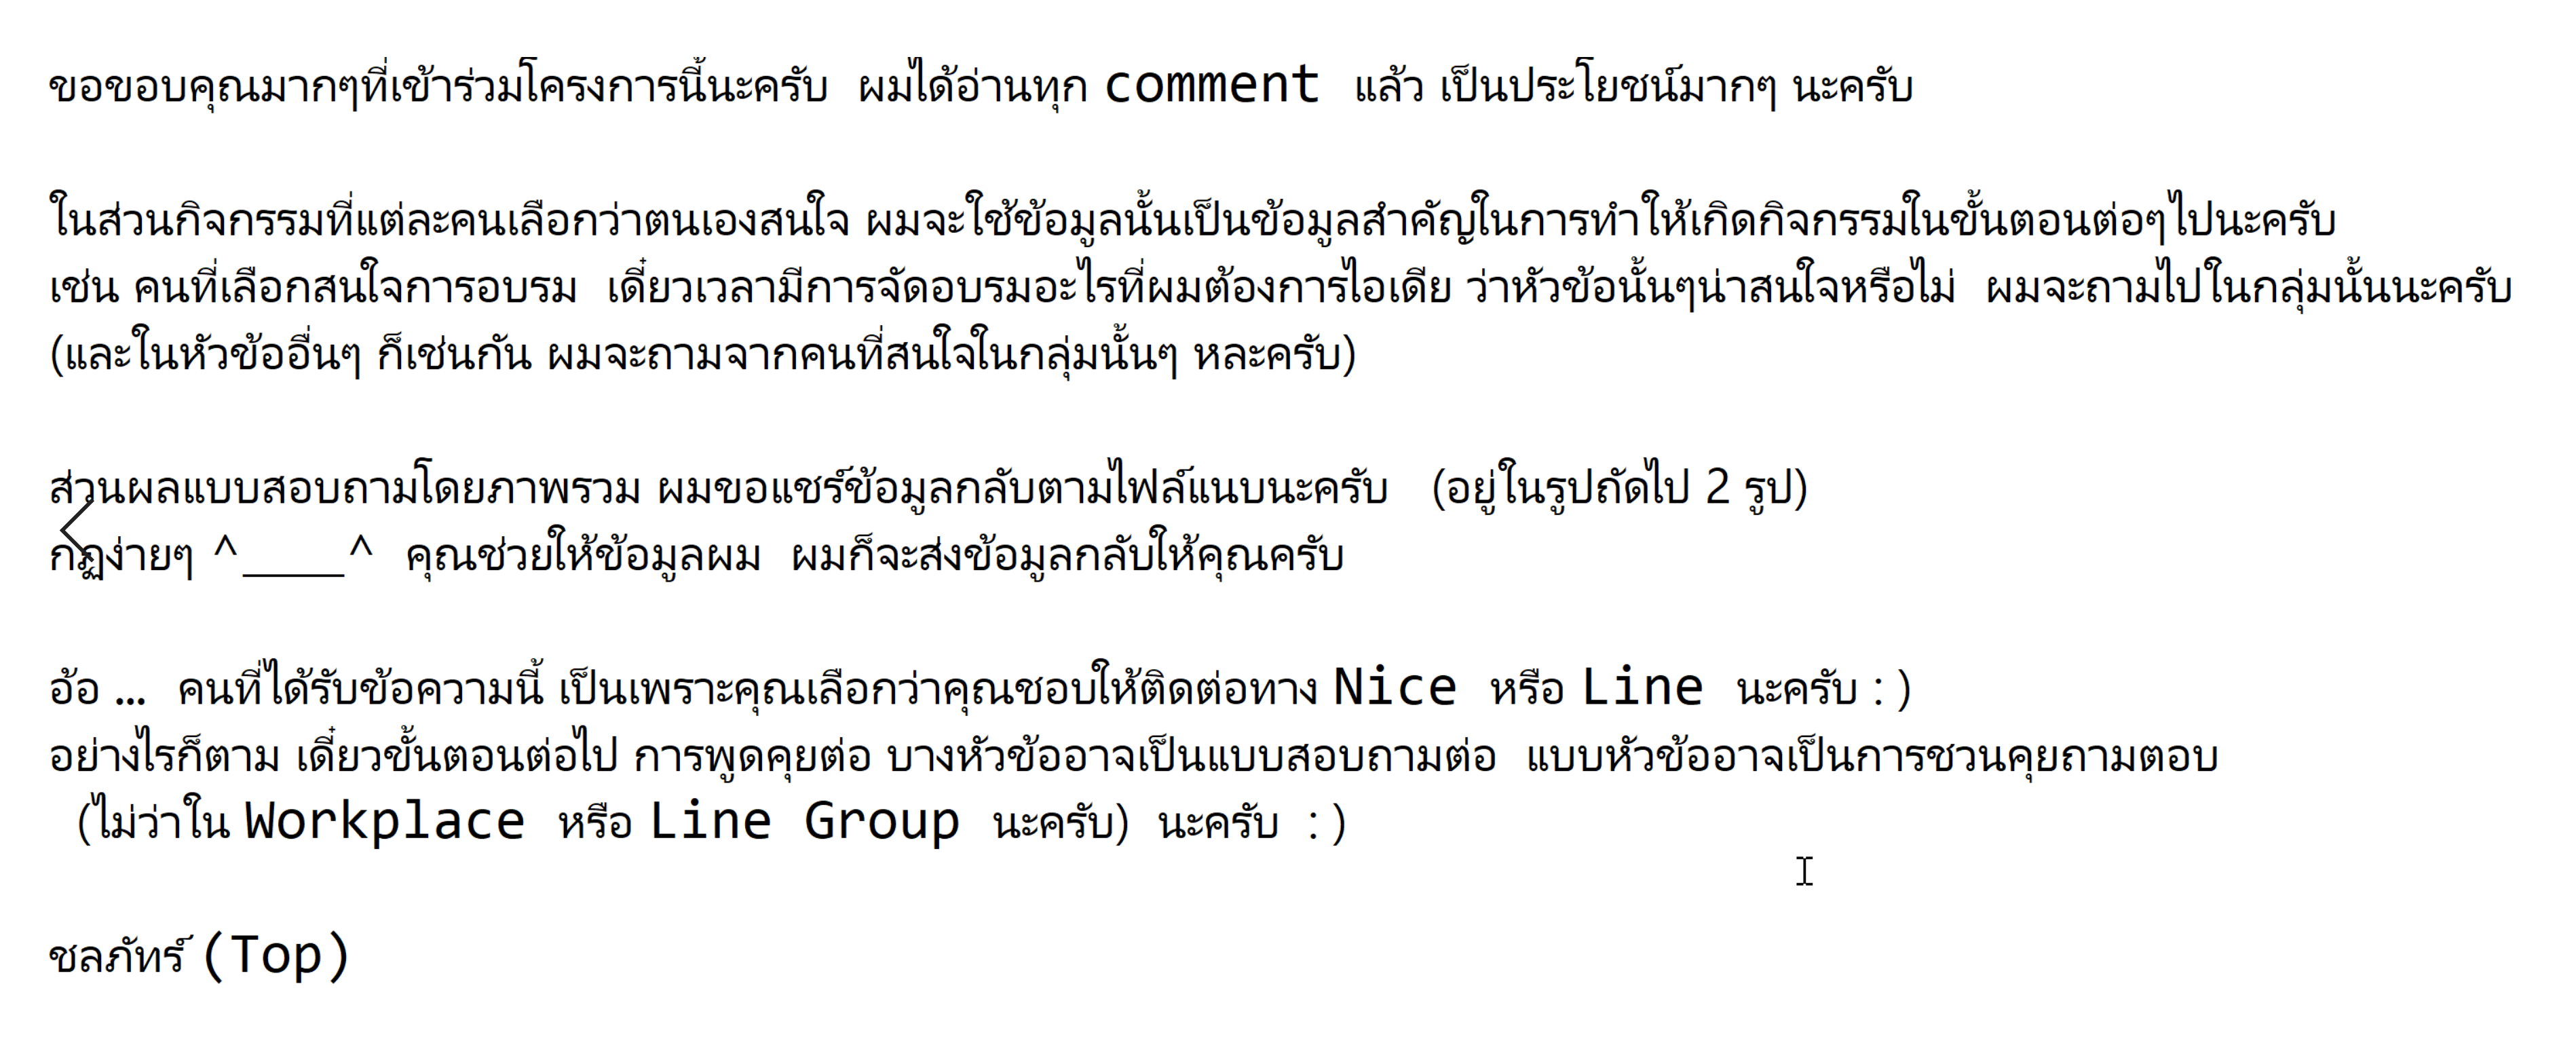 ขอขอบคุณมากๆที่เข้าร่วมโครงการนี้นะครับ ผมได้อ่านทุก comment แล้ว เป็นประโยชน์มากๆ นะครับ
ในส่วนกิจกรรมที่แต่ละคนเลือกว่าตนเองสนใจ ผมจะใช้ข้อมูลนั้นเป็นข้อมูลสำคัญในการทำให้เกิดกิจกรรมในขั้นตอนต่อๆไปนะครับ
เช่น คนที่เลือกสนใจการอบรม เดี๋ยวเวลามีการจัดอบรมอะไรที่ผมต้องการไอเดีย ว่าหัวข้อนั้นๆน่าสนใจหรือไม่ ผมจะถามไปในกลุ่มนั้นนะครับ
(และในหัวข้ออื่นๆ ก็เช่นกัน ผมจะถามจากคนที่สนใจในกลุ่มนั้นๆ หละครับ)
ส่วนผลแบบสอบถามโดยภาพรวม ผมขอแชร์ข้อมูลกลับตามไฟล์แนบนะครับ (อยู่ในรูปถัดไป 2 รูป)
กฏง่ายๆ ^____^ คุณช่วยให้ข้อมูลผม ผมก็จะส่งข้อมูลกลับให้คุณครับ
อ้อ ... คนที่ได้รับข้อความนี้ เป็นเพราะคุณเลือกว่าคุณชอบให้ติดต่อทาง Nice หรือ Line นะครับ : )
อย่างไรก็ตาม เดี๋ยวขั้นตอนต่อไป การพูดคุยต่อ บางหัวข้ออาจเป็นแบบสอบถามต่อ แบบหัวข้ออาจเป็นการชวนคุยถามตอบ
(ไม่ว่าใน Workplace หรือ Line Group นะครับ) นะครับ : )
ชลภัทร์ (Top)